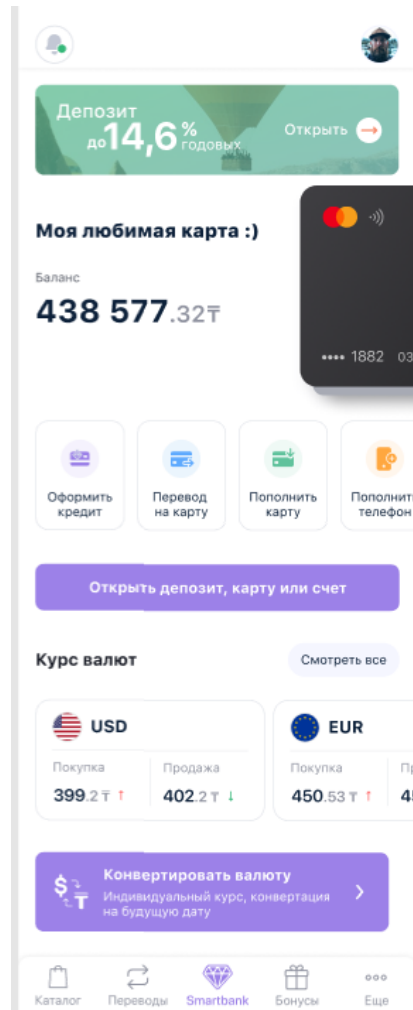 Депозит
до 14,6 % годовых
Открыть
Моя любимая карта :)
Баланс
438 577.32₸
•••• 1882 03
Оформить
кредит
Перевод
на карту
Пополнить
карту
Пополнить
телефон
Открыть депозит, карту или счет
Курс валют
Смотреть все
USD
Покупка
Продажа
399.2 ₸ ↑
402.2 ₸ ↓
EUR
Покупка
450.53 ₸ ↑
Конвертировать валюту
Индивидуальный курс, конвертация
на будущую дату
Каталог
Переводы
Smartbank
Бонусы
Еще